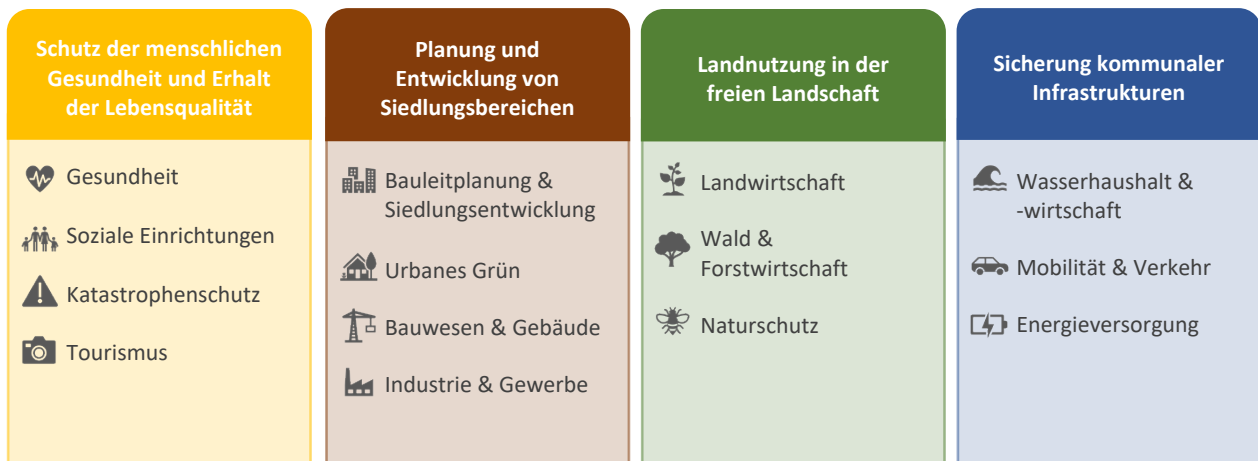 Schutz der menschlichen
Gesundheit und Erhalt
der Lebensqualität
Gesundheit
Soziale Einrichtungen
Katastrophenschutz
Tourismus
Planung und
Entwicklung von
Siedlungsbereichen
Bauleitplanung &
Siedlungsentwicklung
Urbanes Grün
Bauwesen & Gebäude
Industrie & Gewerbe
Landnutzung in der
freien Landschaft
Landwirtschaft
Wald &
Forstwirtschaft
Naturschutz
Sicherung kommunaler
Infrastrukturen
Wasserhaushalt &
-wirtschaft
Mobilität & Verkehr
Energieversorgung